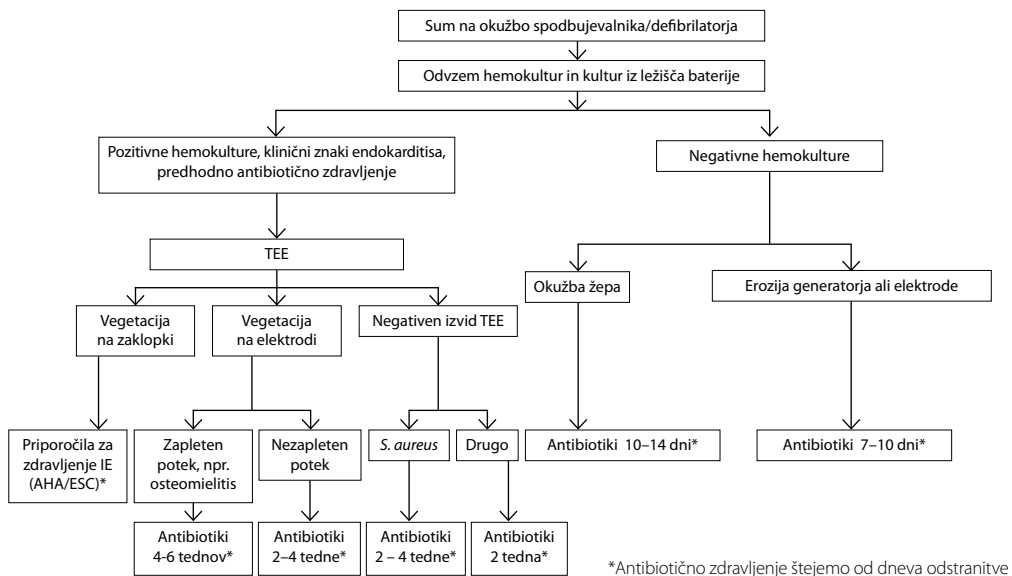 Sum na okužbo spodbujevalnika/defibrilatorja
Odvzem hemokultur in kultur iz ležišča baterije
Pozitivne hemokulture, klinični znaki endokarditisa,
predhodno antibiotično zdravljenje
Negativne hemokulture
TEE
Okužba žepa
Erozija generatorja ali elektrode
Vegetacija
na zaklopki
Vegetacija
na elektrodi
Negativen izvid TEE
Priporočila za
zdravljenje IE
(AHA/ESC)*
Zapleten
potek, npr.
osteomielitis
Nezapleten
potek
S. aureus
Drugo
Antibiotiki 10–14 dni*
Antibiotiki 7–10 dni*
Antibiotiki
4-6 tednov*
Antibiotiki
2–4 tedne*
Antibiotiki
2 – 4 tedne*
Antibiotiki
2 tedna*
*Antibiotično zdravljenje štejemo od dneva odstranitve